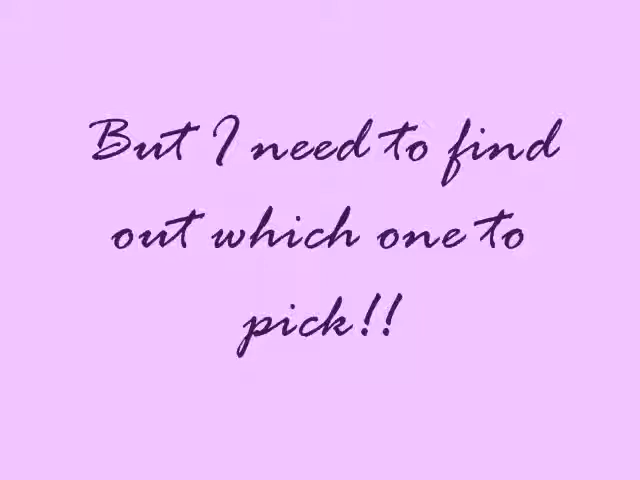 But I need to find
out which one to
pick!!